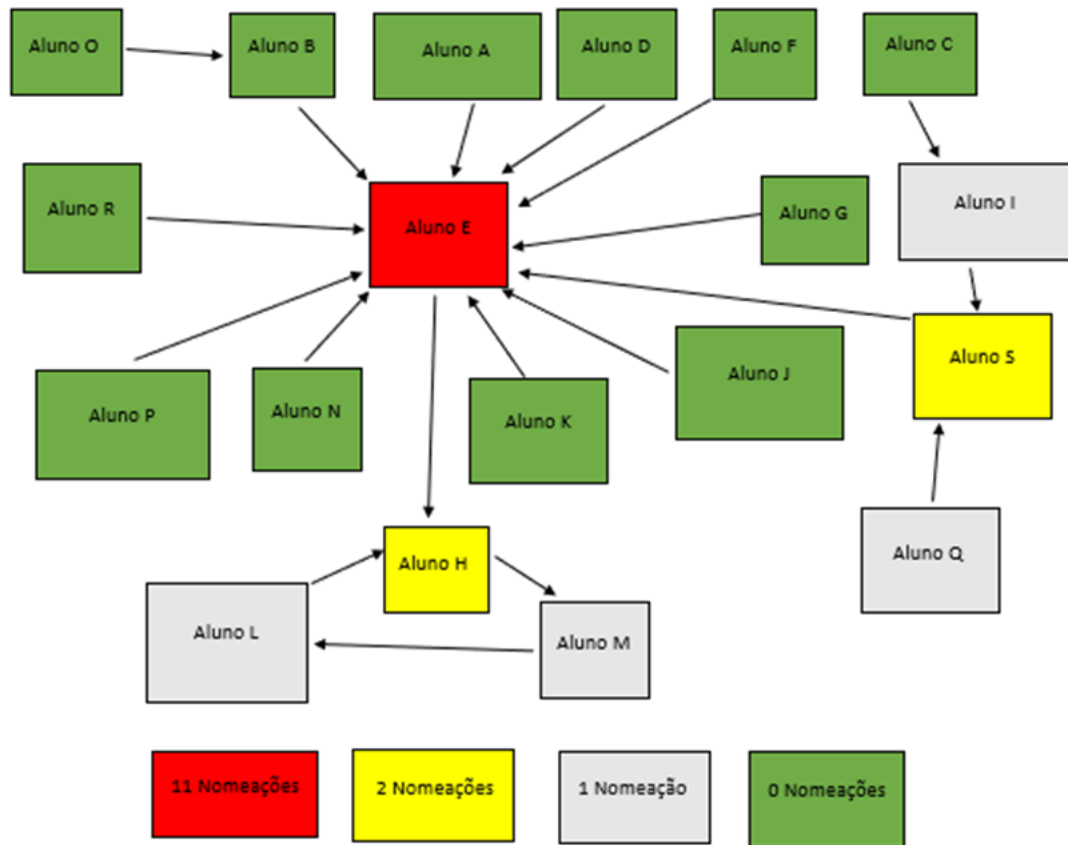 Aluno O
Aluno B
Aluno A
Aluno D
Aluno F
Aluno C
Aluno R
Aluno E
Aluno G
Aluno I
Aluno P
Aluno N
Aluno K
Aluno J
Aluno S
Aluno H
Aluno Q
Aluno L
Aluno M
11 Nomeações
2 Nomeações
1 Nomeação
0 Nomeações